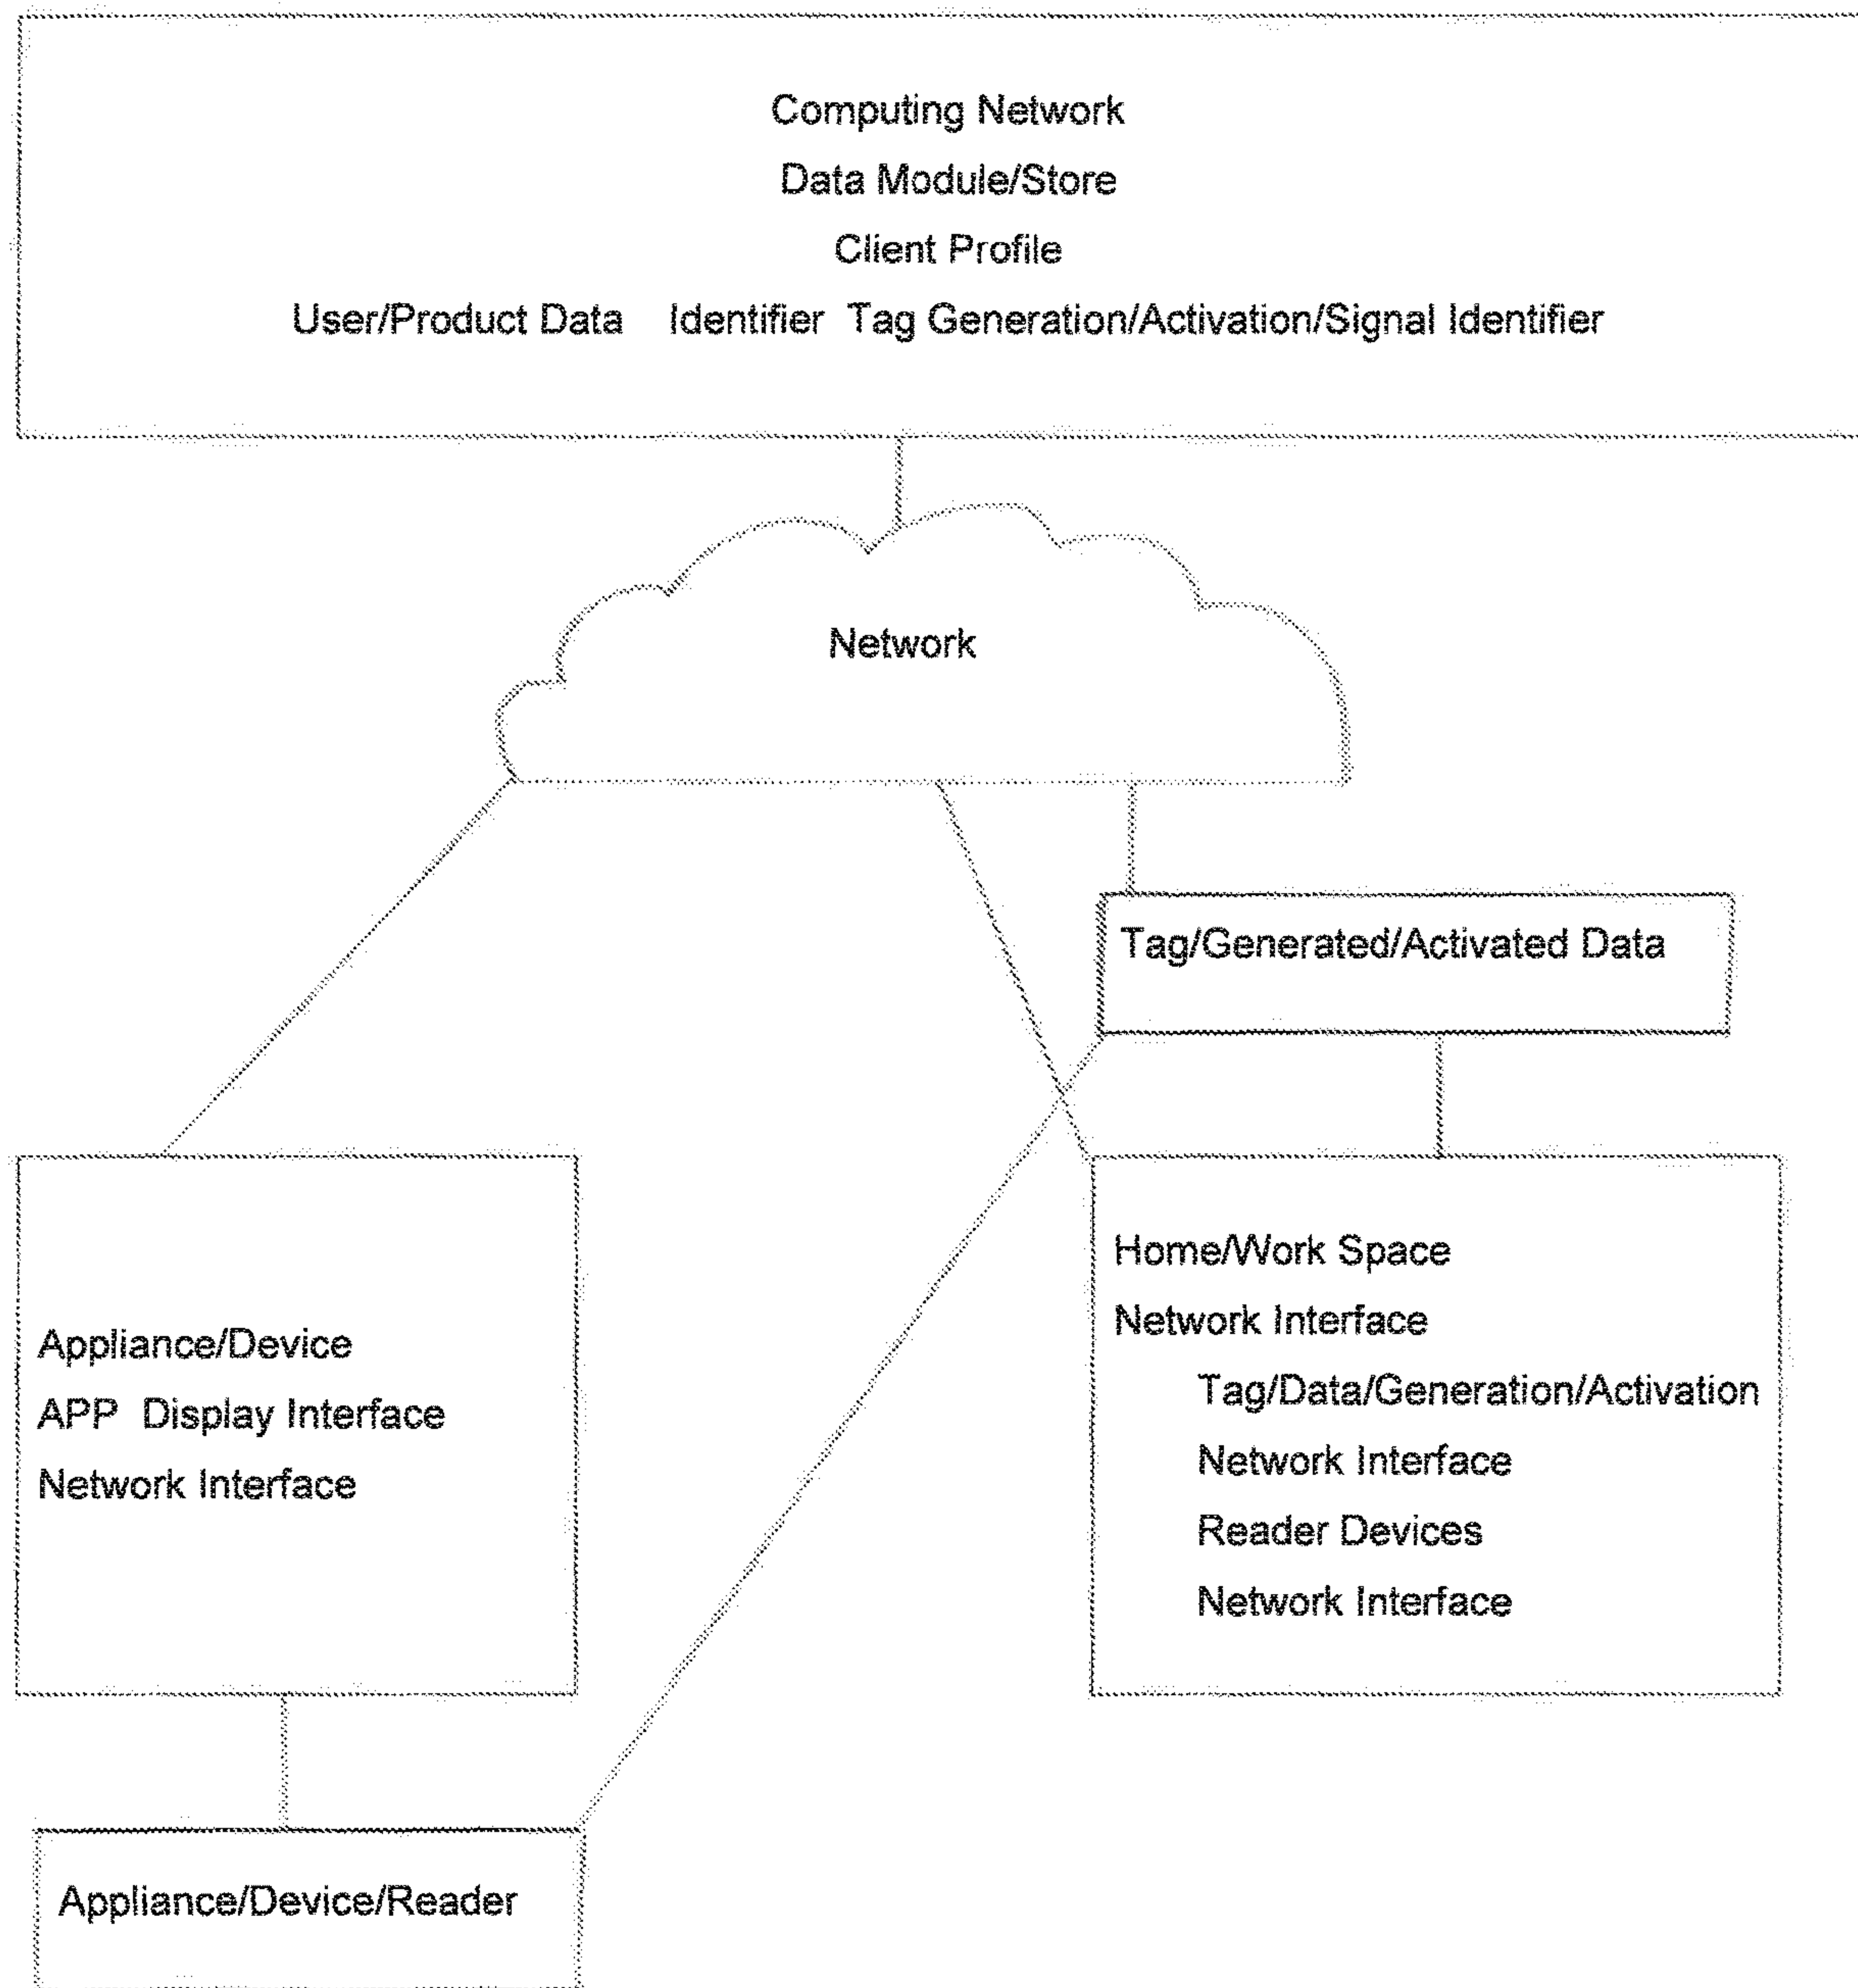 Computing Network
Data Module/Store
Client Profile
User/Product Data Identifier Tag Generation/Activation/Signal Identifier
Network
Tag/Generated/Activated Data
Home/Work Space
Network Interface
Tag/Data/Generation/Activation
Network Interface
Reader Devices
Network Interface
Appliance/Device
APP Display Interface
Network Interface
Appliance/Device/Reader